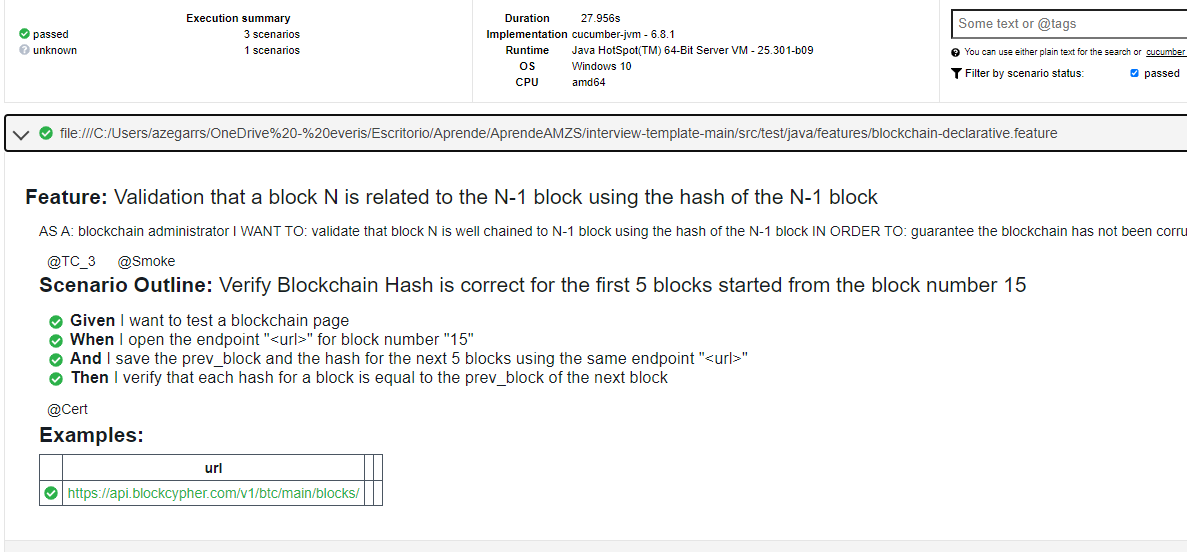 Execution summary
passed 3 scenarios
unknown 1 scenarios
Duration 27.956s
Implementation cucumber-jvm - 6.8.1
Runtime Java HotSpot(TM) 64-Bit Server VM - 25.301-b09
OS Windows 10
CPU amd64
Some text or @tags
You can use either plain text for the search or cucumber
Filter by scenario status: passed
file:///C:/Users/azegarrs/OneDrive%20-%20everis/Escritorio/Aprende/AprendeAMZS/interview-template-main/src/test/java/features/blockchain-declarative.feature
Feature: Validation that a block N is related to the N-1 block using the hash of the N-1 block
AS A: blockchain administrator I WANT TO: validate that block N is well chained to N-1 block using the hash of the N-1 block IN ORDER TO: guarantee the blockchain has not been corru
@TC_3 @Smoke
Scenario Outline: Verify Blockchain Hash is correct for the first 5 blocks started from the block number 15
Given I want to test a blockchain page
When I open the endpoint "<url>" for block number "15"
And I save the prev_block and the hash for the next 5 blocks using the same endpoint "<url>"
Then I verify that each hash for a block is equal to the prev_block of the next block
@Cert
Examples:
url
https://api.blockcypher.com/v1/btc/main/blocks/